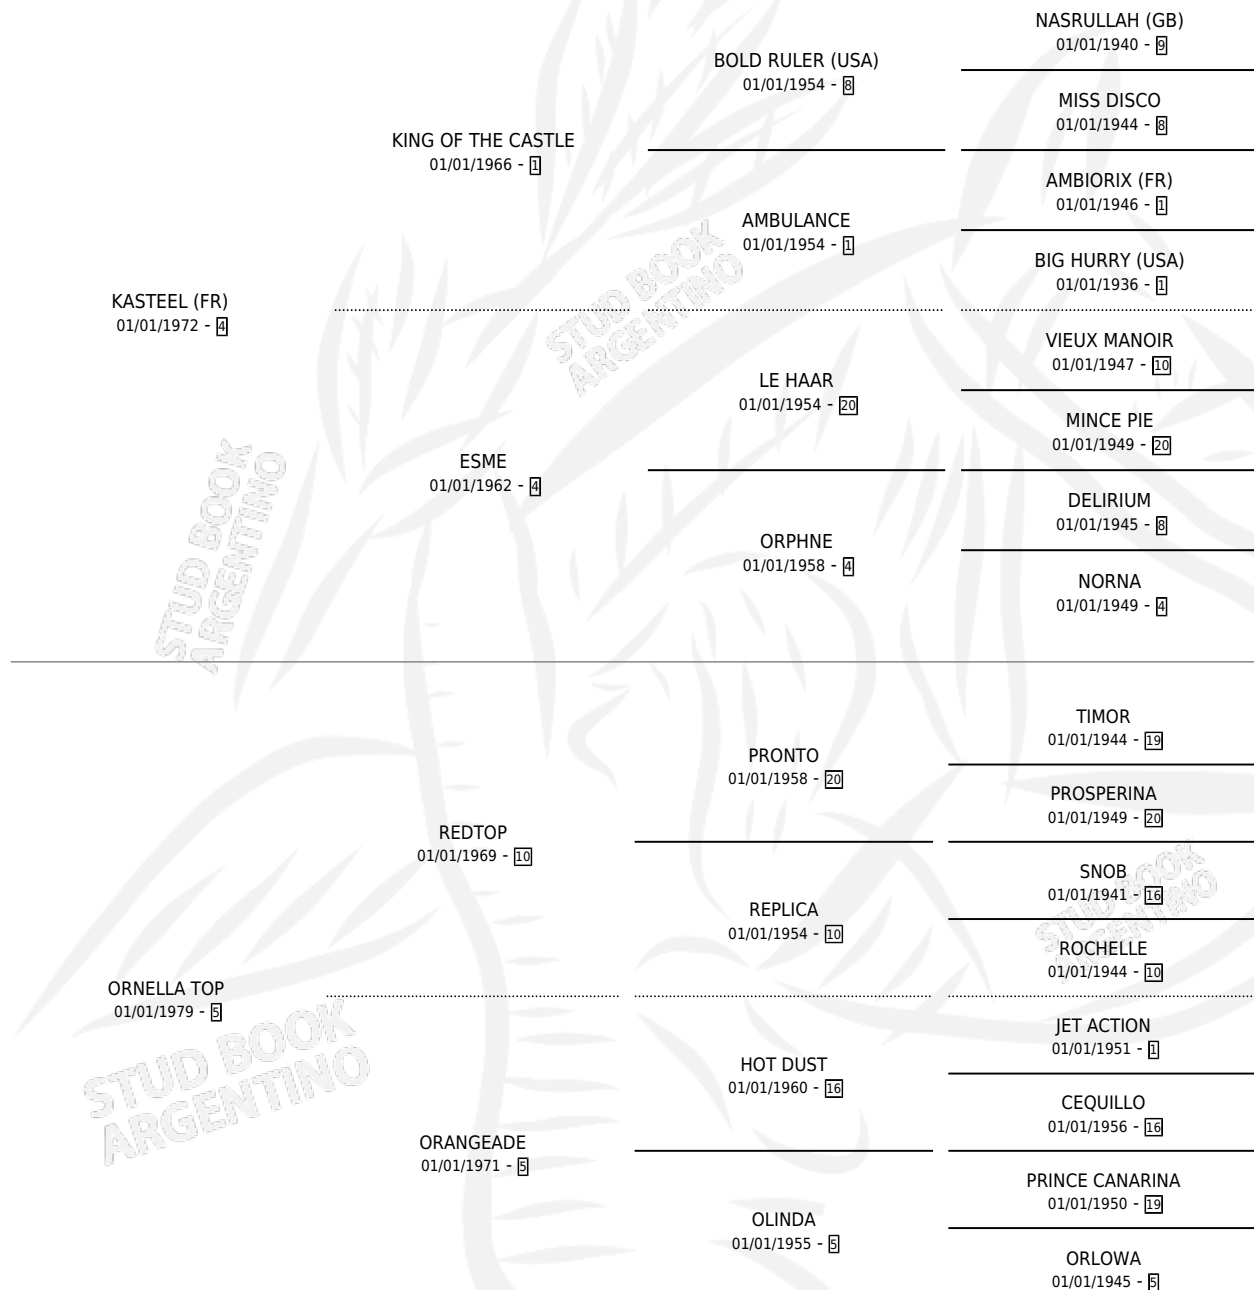 NASRULLAH (GB)
01/01/1940 - 9
BOLD RULER (USA)
01/01/1954 - 8
MISS DISCO
01/01/1944 - 8
KING OF THE CASTLE
01/01/1966 - 1
AMBIORIX (FR)
01/01/1946 - 1
AMBULANCE
01/01/1954 - 1
BIG HURRY (USA)
01/01/1936 - 1
KASTEEL (FR)
01/01/1972 - 4
STUD BOOK
ARGENTINO
VIEUX MANOIR
01/01/1947 - 10
LE HAAR
01/01/1954 - 20
MINCE PIE
01/01/1949 - 20
ESME
01/01/1962 - 4
DELIRIUM
01/01/1945 - 8
ORPHNE
01/01/1958 - 4
NORNA
01/01/1949 - 4
STUD BOOK
ARGENTINO
TIMOR
01/01/1944 - 19
PRONTO
01/01/1958 - 20
PROSPERINA
01/01/1949 - 20
REDTOP
01/01/1969 - 10
SNOB
01/01/1941 - 16
REPLICA
01/01/1954 - 10
ROCHELLE
01/01/1944 - 10
STUD BOOK
ARGENTINO
ORNELLA TOP
01/01/1979 - 5
JET ACTION
01/01/1951 - 1
HOT DUST
01/01/1960 - 16
CEQUILLO
01/01/1956 - 16
STUD BOOK
ARGENTINO
ORANGEADE
01/01/1971 - 5
PRINCE CANARINA
01/01/1950 - 19
OLINDA
01/01/1955 - 5
ORLOWA
01/01/1945 - 5